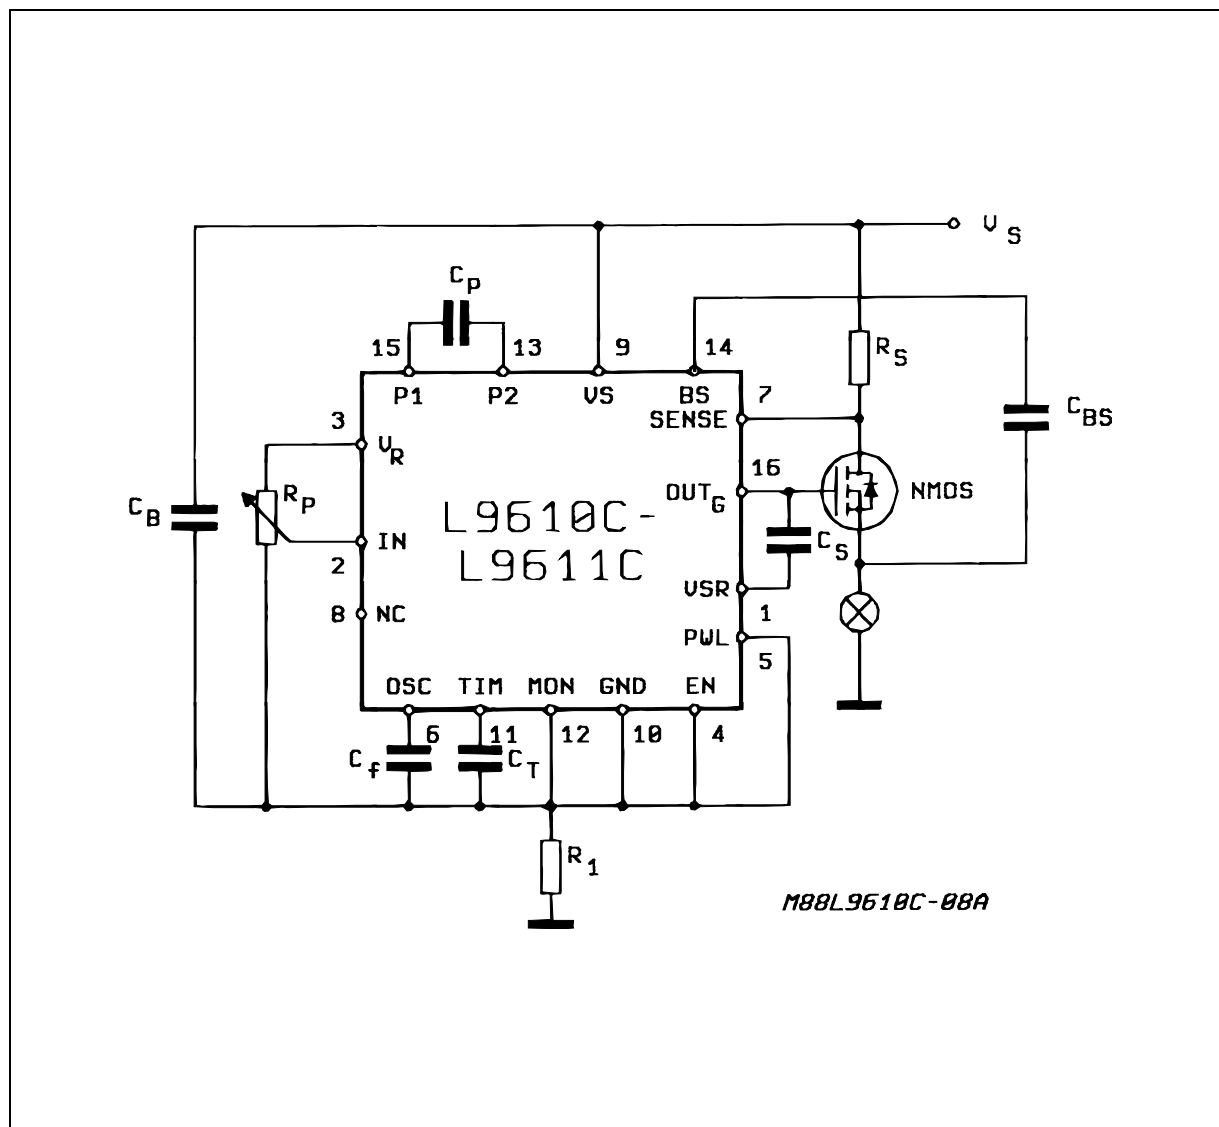 V S
C P
15 13 9 14
R S
P1 P2 VS BS
7
SENSE
C BS
3
V R
16
OUT G
NMOS
R P
C B
L9610C-
L9611C
IN
C S
2
VSR
8 NC
1
PWL
5
OSC TIM MON GND EN
6 11 12 10 4
C f
C T
R 1
M88L9610C-08A